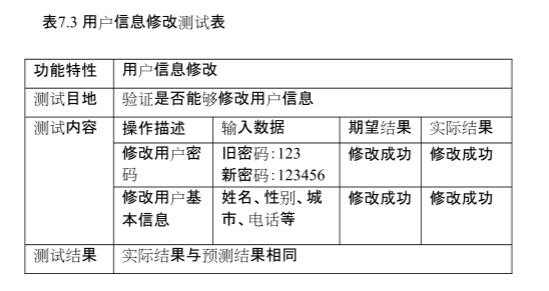 表7.3 用户信息修改测试表
功能特性 用户信息修改
测试目地 验证是否能够修改用户信息
测试内容 操作描述 输入数据 期望结果 实际结果
修改用户密 旧密码:123 修改成功 修改成功
码 新密码:123456
修改用户基 姓名、性别、城 修改成功 修改成功
本信息 市、电话等
测试结果 实际结果与预测结果相同